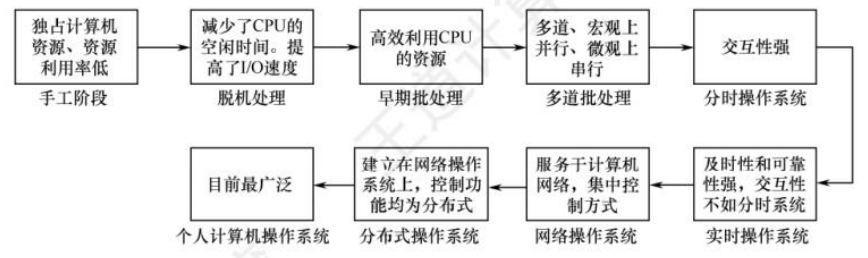 独占计算机
资源、资源
利用率低
手工阶段
减少了CPU的
空闲时间。提
高了I/O速度
脱机处理
高效利用CPU
的资源
早期批处理
多道、宏观上
并行、微观上
串行
多道批处理
交互性强
分时操作系统
及时性和可靠
性强，交互性
不如分时系统
实时操作系统
服务于计算机
网络，集中控
制方式
网络操作系统
建立在网络操作
系统上，控制功
能均为分布式
分布式操作系统
目前最广泛
个人计算机操作系统
王道计算